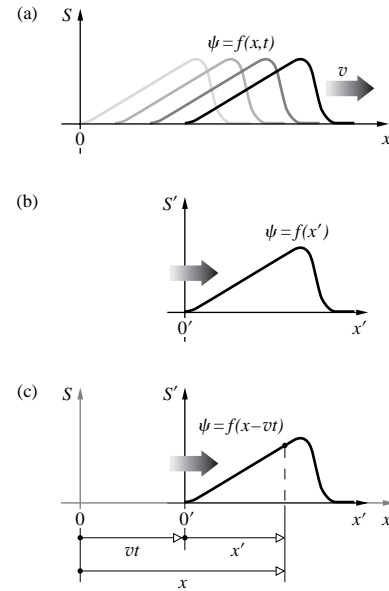 (a)
S
ψ = f(x,t)
v
0
x
(b)
S′
ψ = f(x′)
0′
x′
(c)
S
S′
ψ = f(x–vt)
0
0′
x′
x
vt
x′
x